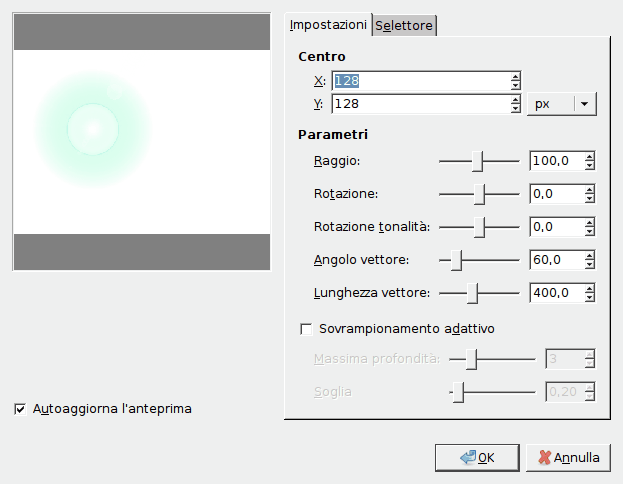 Impostazioni Selettore
Centro
X: 128
Y: 128 px
Parametri
Raggio: 100,0
Rotazione: 0,0
Rotazione tonalità: 0,0
Angolo vettore: 60,0
Lunghezza vettore: 400,0
Sovrampionamento adattivo
Massima profondità: 3
Soglia 0,20
Autoaggiorna l'anteprima
OK Annulla